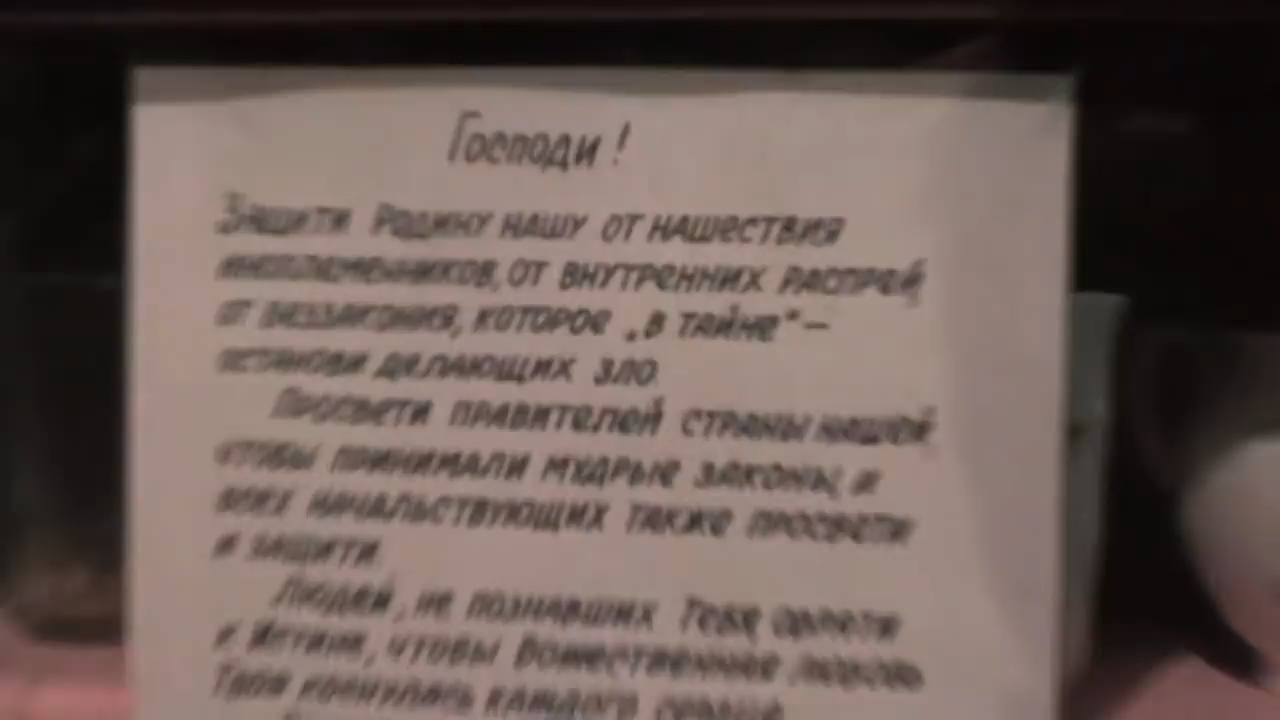 Господи !
Защити Родину нашу от нашествия
иноплеменников, от внутренних распрей,
от беззакония, которое „в тайне“ –
останови делающих зло.
Просвети правителей страны нашей,
чтобы принимали мудрые законы, и
всех начальствующих также просвети
и защити.
Людей, не познавших Тебя,
к Истине, чтобы Божественная любовь
Твоя коснулась каждого сердца.